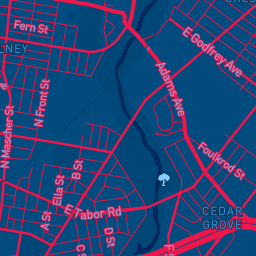 Fern St
E Godfrey Ave
NEY
Adams Ave
N Front St
N Mascher St
Foulkrod St
B St
Ella St
A St
E Tabor Rd
D St
CEDAR
GROVE